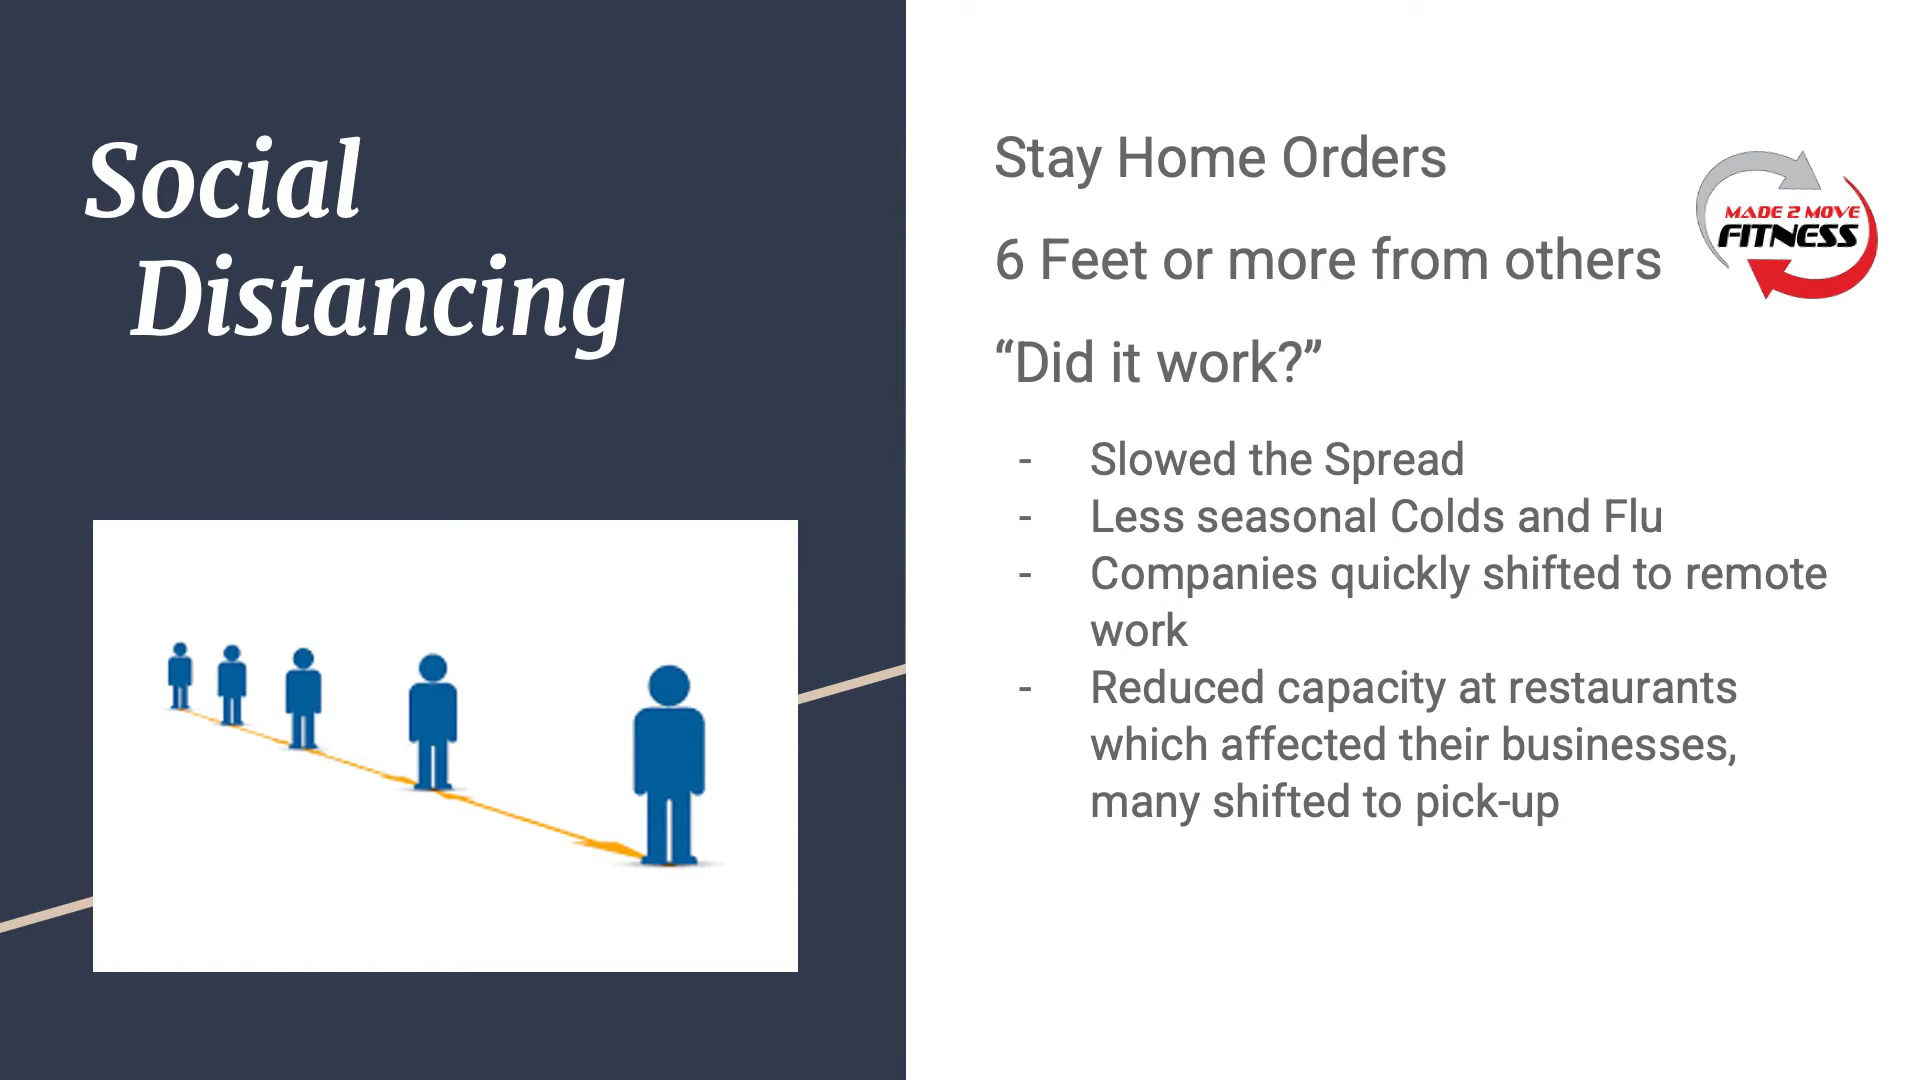 Social
Distancing
Stay Home Orders
6 Feet or more from others
“Did it work?”
- Slowed the Spread
- Less seasonal Colds and Flu
- Companies quickly shifted to remote
work
- Reduced capacity at restaurants
which affected their businesses,
many shifted to pick-up
MADE 2 MOVE
FITNESS